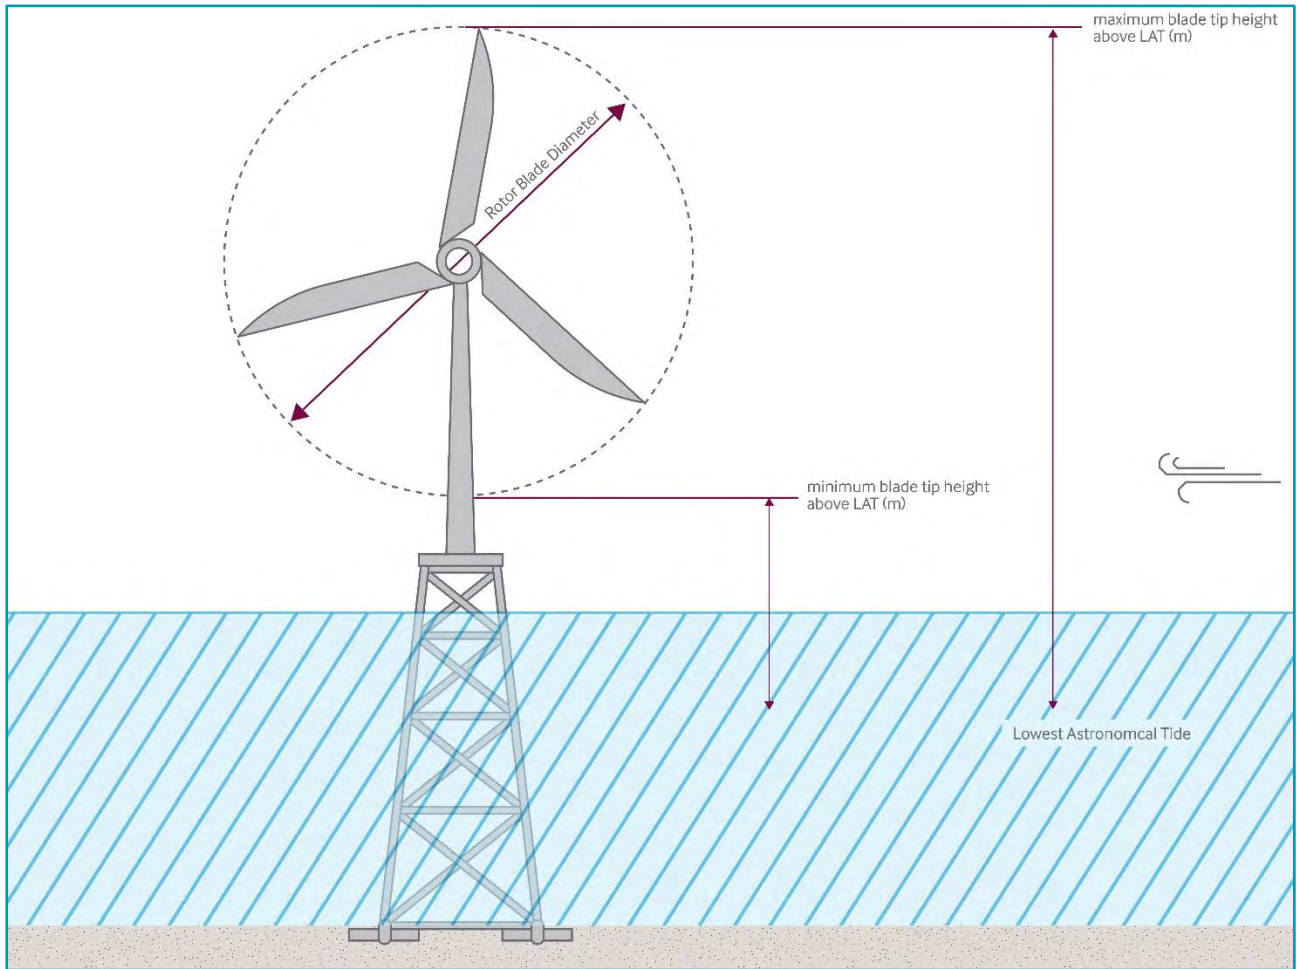 maximum blade tip height
above LAT (m)
Rotor Blade Diameter
minimum blade tip height
above LAT (m)
Lowest Astronomcal Tide